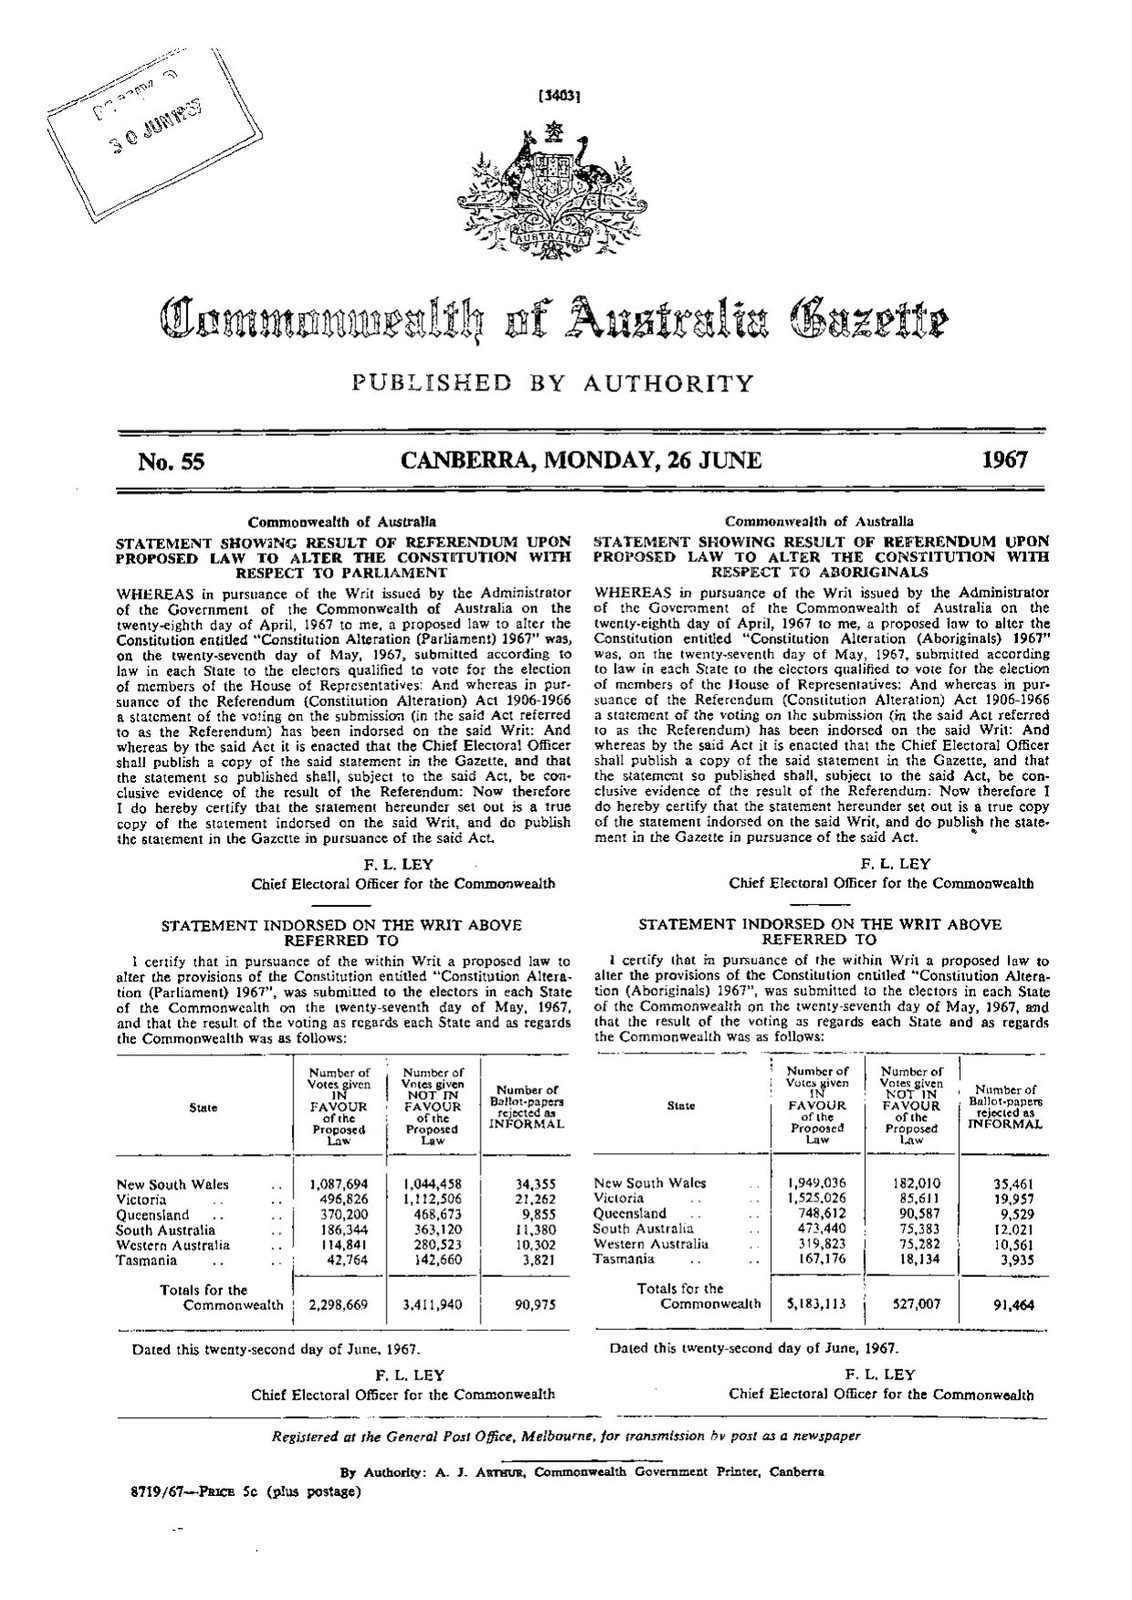 30 JUN 1967
[3403]
AUSTRALIA
Commonwealth of Australia Gazette
PUBLISHED BY AUTHORITY
No. 55 CANBERRA, MONDAY, 26 JUNE 1967
Commonwealth of Australia
STATEMENT SHOWING RESULT OF REFERENDUM UPON
PROPOSED LAW TO ALTER THE CONSTITUTION WITH
RESPECT TO PARLIAMENT
WHEREAS in pursuance of the Writ issued by the Administrator
of the Government of the Commonwealth of Australia on the
twenty-eighth day of April, 1967 to me, a proposed law to alter the
Constitution entitled "Constitution Alteration (Parliament) 1967" was,
on the twenty-seventh day of May, 1967, submitted according to
law in each State to the electors qualified to vote for the election
of members of the House of Representatives: And whereas in pur-
suance of the Referendum (Constitution Alteration) Act 1906-1966
a statement of the voting on the submission (in the said Act referred
to as the Referendum) has been indorsed on the said Writ: And
whereas by the said Act it is enacted that the Chief Electoral Officer
shall publish a copy of the said statement in the Gazette, and that
the statement so published shall, subject to the said Act, be con-
clusive evidence of the result of the Referendum: Now therefore
I do hereby certify that the statement hereunder set out is a true
copy of the statement indorsed on the said Writ, and do publish
the statement in the Gazette in pursuance of the said Act.
F. L. LEY
Chief Electoral Officer for the Commonwealth
STATEMENT INDORSED ON THE WRIT ABOVE
REFERRED TO
I certify that in pursuance of the within Writ a proposed law to
alter the provisions of the Constitution entitled "Constitution Altera-
tion (Parliament) 1967", was submitted to the electors in each State
of the Commonwealth on the twenty-seventh day of May, 1967,
and that the result of the voting as regards each State and as regards
the Commonwealth was as follows:
State
Number of
Votes given
IN
FAVOUR
of the
Proposed
Law
Number of
Votes given
NOT IN
FAVOUR
of the
Proposed
Law
Number of
Ballot-papers
rejected as
INFORMAL
New South Wales .. 1,087,694 1,044,458 34,355
Victoria .. .. 496,826 1,112,506 21,262
Queensland .. .. 370,200 468,673 9,855
South Australia .. 186,344 363,120 11,380
Western Australia .. 114,841 280,523 10,302
Tasmania .. .. 42,764 142,660 3,821
Totals for the
Commonwealth 2,298,669 3,411,940 90,975
Dated this twenty-second day of June, 1967.
F. L. LEY
Chief Electoral Officer for the Commonwealth
Commonwealth of Australia
STATEMENT SHOWING RESULT OF REFERENDUM UPON
PROPOSED LAW TO ALTER THE CONSTITUTION WITH
RESPECT TO ABORIGINALS
WHEREAS in pursuance of the Writ issued by the Administrator
of the Government of the Commonwealth of Australia on the
twenty-eighth day of April, 1967 to me, a proposed law to alter the
Constitution entitled "Constitution Alteration (Aboriginals) 1967"
was, on the twenty-seventh day of May, 1967, submitted according
to law in each State to the electors qualified to vote for the election
of members of the House of Representatives: And whereas in pur-
suance of the Referendum (Constitution Alteration) Act 1906-1966
a statement of the voting on the submission (in the said Act referred
to as the Referendum) has been indorsed on the said Writ: And
whereas by the said Act it is enacted that the Chief Electoral Officer
shall publish a copy of the said statement in the Gazette, and that
the statement so published shall, subject to the said Act, be con-
clusive evidence of the result of the Referendum: Now therefore I
do hereby certify that the statement hereunder set out is a true copy
of the statement indorsed on the said Writ, and do publish the state-
ment in the Gazette in pursuance of the said Act.
F. L. LEY
Chief Electoral Officer for the Commonwealth
STATEMENT INDORSED ON THE WRIT ABOVE
REFERRED TO
I certify that in pursuance of the within Writ a proposed law to
alter the provisions of the Constitution entitled "Constitution Altera-
tion (Aboriginals) 1967", was submitted to the electors in each State
of the Commonwealth on the twenty-seventh day of May, 1967, and
that the result of the voting as regards each State and as regards
the Commonwealth was as follows:
State
Number of
Votes given
IN
FAVOUR
of the
Proposed
Law
Number of
Votes given
NOT IN
FAVOUR
of the
Proposed
Law
Number of
Ballot-papers
rejected as
INFORMAL
New South Wales .. 1,949,036 182,010 35,461
Victoria .. .. 1,525,026 85,611 19,957
Queensland .. .. 748,612 90,587 9,529
South Australia .. 473,440 75,383 12,021
Western Australia .. 319,823 75,282 10,561
Tasmania .. .. 167,176 18,134 3,935
Totals for the
Commonwealth 5,183,113 527,007 91,464
Dated this twenty-second day of June, 1967.
F. L. LEY
Chief Electoral Officer for the Commonwealth
Registered at the General Post Office, Melbourne, for transmission by post as a newspaper
By Authority: A. J. ARTHUR, Commonwealth Government Printer, Canberra
8719/67—PRICE 5c (plus postage)